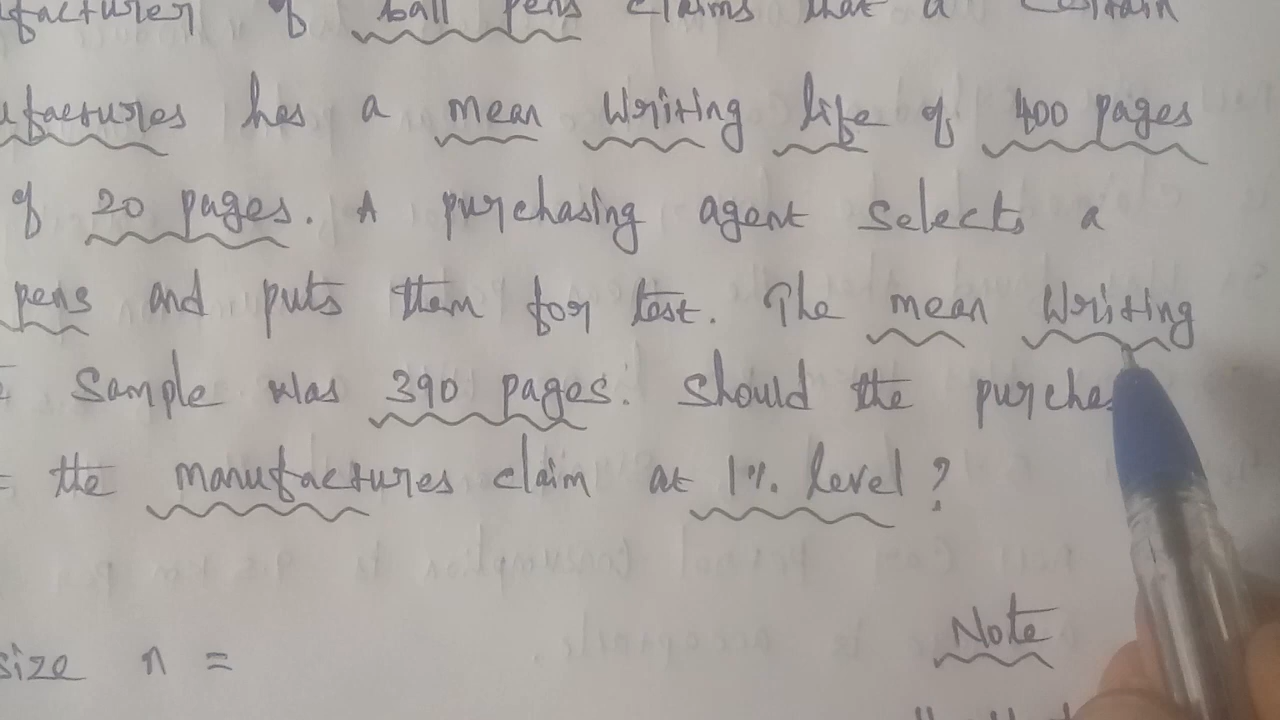 ufacturer of ball pens claims that a certain
ufactures has a mean writing life of 400 pages
of 20 pages. A purchasing agent selects a
pens and puts them for test. The mean writing
Sample was 390 pages. Should the purcha
the manufactures claim at 1% level?
size n =
Note